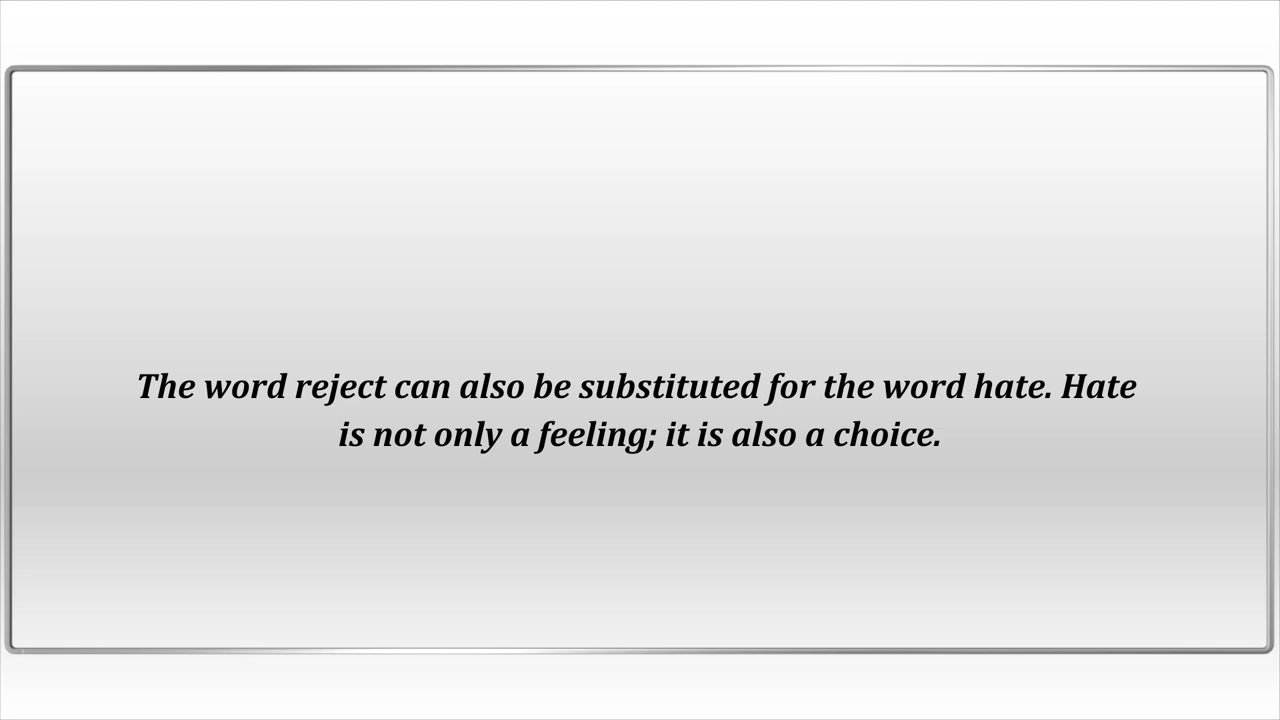 The word reject can also be substituted for the word hate. Hate
is not only a feeling; it is also a choice.